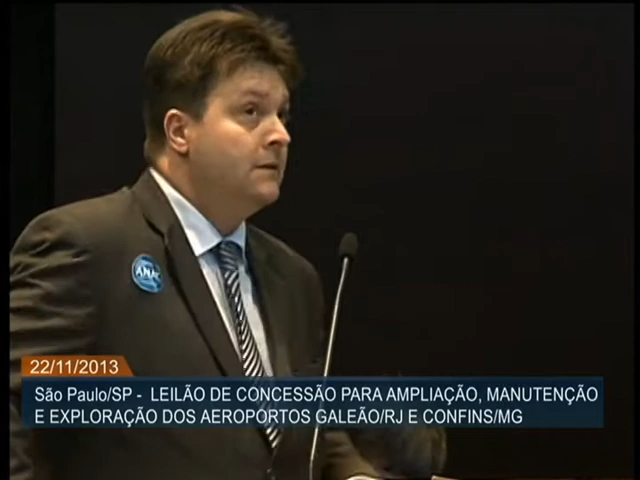 ANAC
22/11/2013
São Paulo/SP - LEILÃO DE CONCESSÃO PARA AMPLIAÇÃO, MANUTENÇÃO
E EXPLORAÇÃO DOS AEROPORTOS GALEÃO/RJ E CONFINS/MG